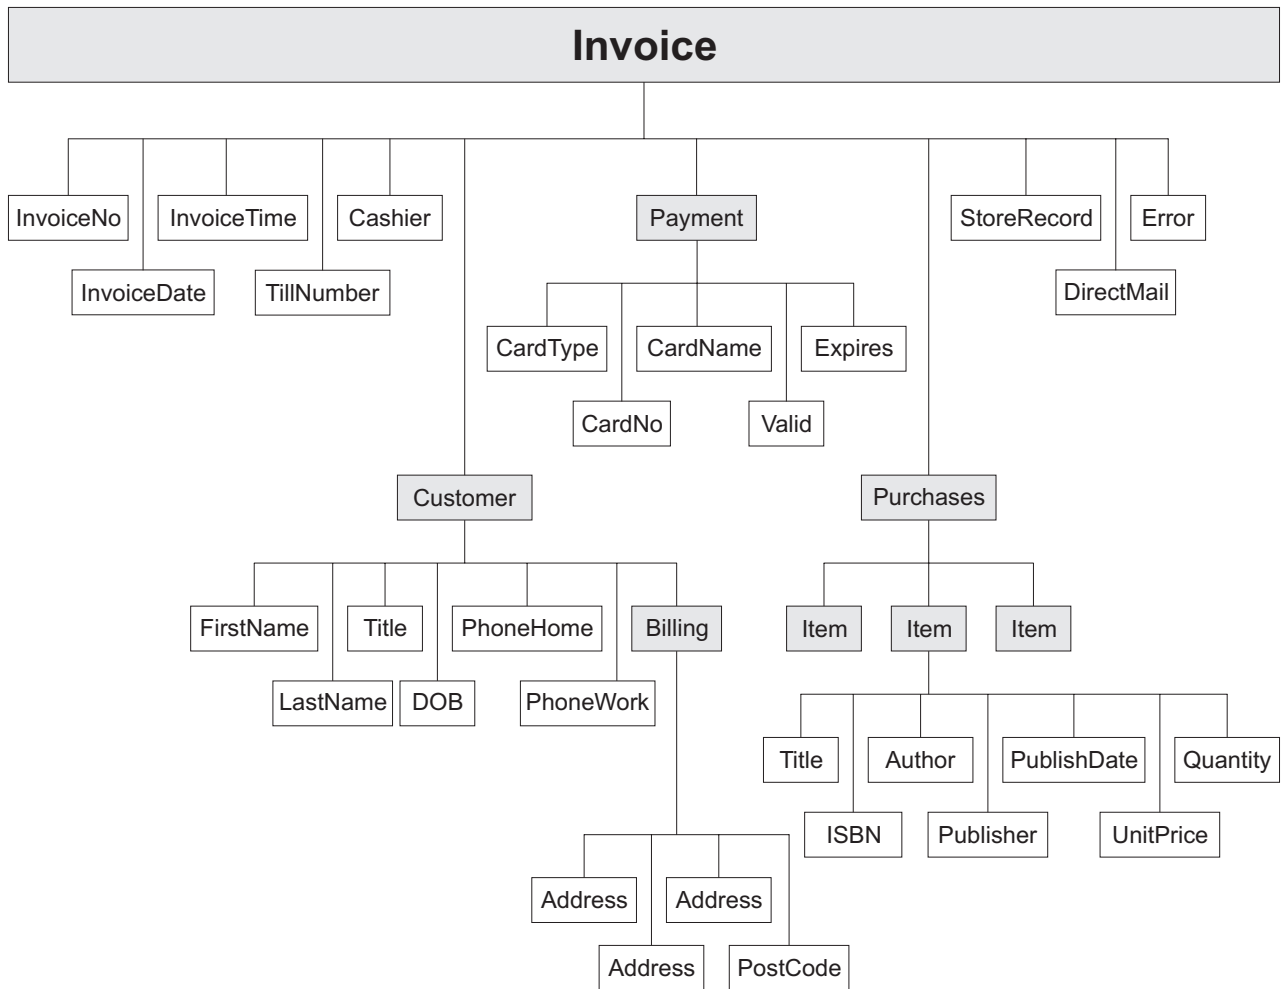 Invoice
InvoiceNo
InvoiceTime
Cashier
Payment
StoreRecord
Error
InvoiceDate
TillNumber
DirectMail
CardType
CardName
Expires
CardNo
Valid
Customer
Purchases
FirstName
Title
PhoneHome
Billing
Item
Item
Item
LastName
DOB
PhoneWork
Title
Author
PublishDate
Quantity
ISBN
Publisher
UnitPrice
Address
Address
Address
PostCode